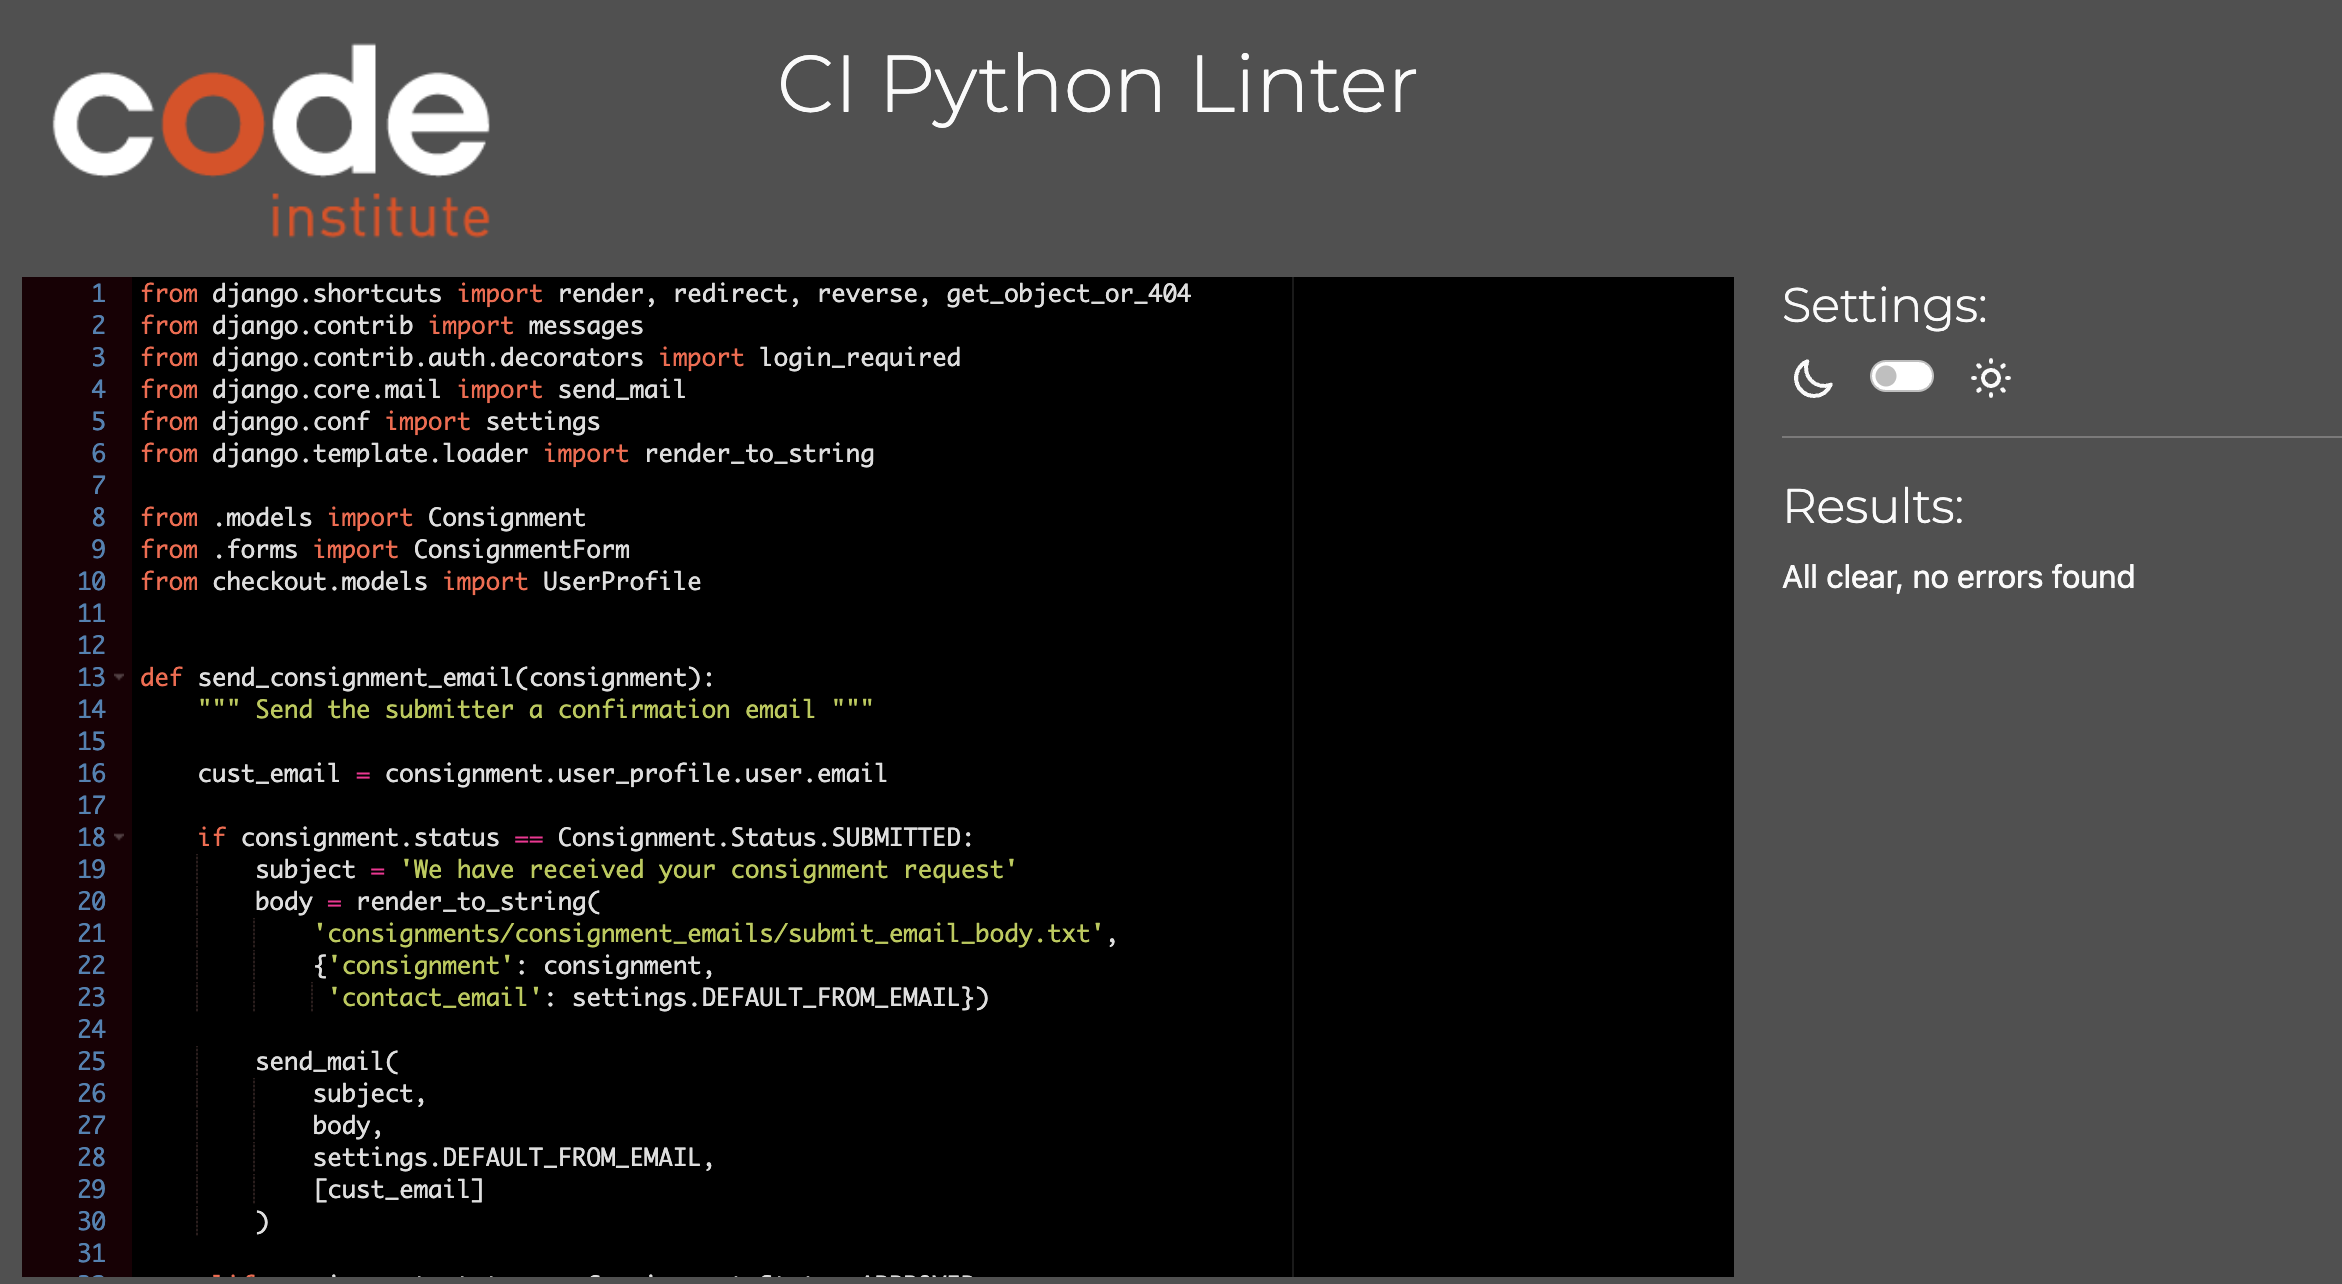 code
institute
CI Python Linter
1 from django.shortcuts import render, redirect, reverse, get_object_or_404
2 from django.contrib import messages
3 from django.contrib.auth.decorators import login_required
4 from django.core.mail import send_mail
5 from django.conf import settings
6 from django.template.loader import render_to_string
7
8 from .models import Consignment
9 from .forms import ConsignmentForm
10 from checkout.models import UserProfile
11
12
13 def send_consignment_email(consignment):
14     """ Send the submitter a confirmation email """
15
16     cust_email = consignment.user_profile.user.email
17
18     if consignment.status == Consignment.Status.SUBMITTED:
19         subject = 'We have received your consignment request'
20         body = render_to_string(
21             'consignments/consignment_emails/submit_email_body.txt',
22             {'consignment': consignment,
23              'contact_email': settings.DEFAULT_FROM_EMAIL})
24
25         send_mail(
26             subject,
27             body,
28             settings.DEFAULT_FROM_EMAIL,
29             [cust_email]
30         )
31
Settings:
Results:
All clear, no errors found